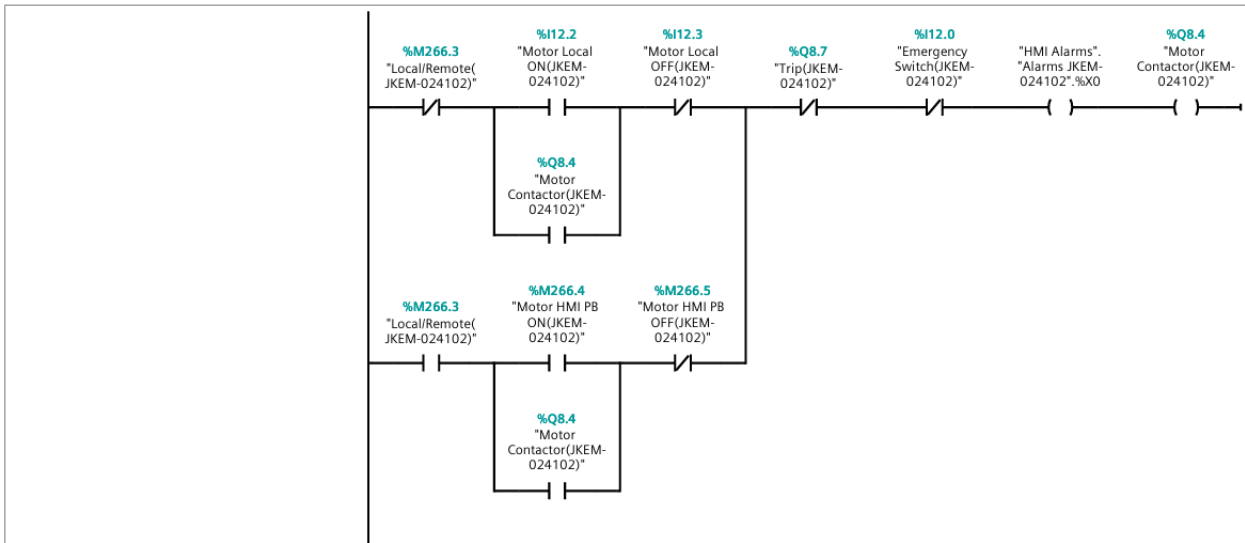 %M266.3
"Local/Remote(
JKEM-024102)"
%I12.2
"Motor Local
ON(JKEM-
024102)"
%I12.3
"Motor Local
OFF(JKEM-
024102)"
%Q8.7
"Trip(JKEM-
024102)"
%I12.0
"Emergency
Switch(JKEM-
024102)"
"HMI Alarms".
"Alarms JKEM-
024102".%X0
%Q8.4
"Motor
Contactor(JKEM-
024102)"
%Q8.4
"Motor
Contactor(JKEM-
024102)"
%M266.3
"Local/Remote(
JKEM-024102)"
%M266.4
"Motor HMI PB
ON(JKEM-
024102)"
%M266.5
"Motor HMI PB
OFF(JKEM-
024102)"
%Q8.4
"Motor
Contactor(JKEM-
024102)"